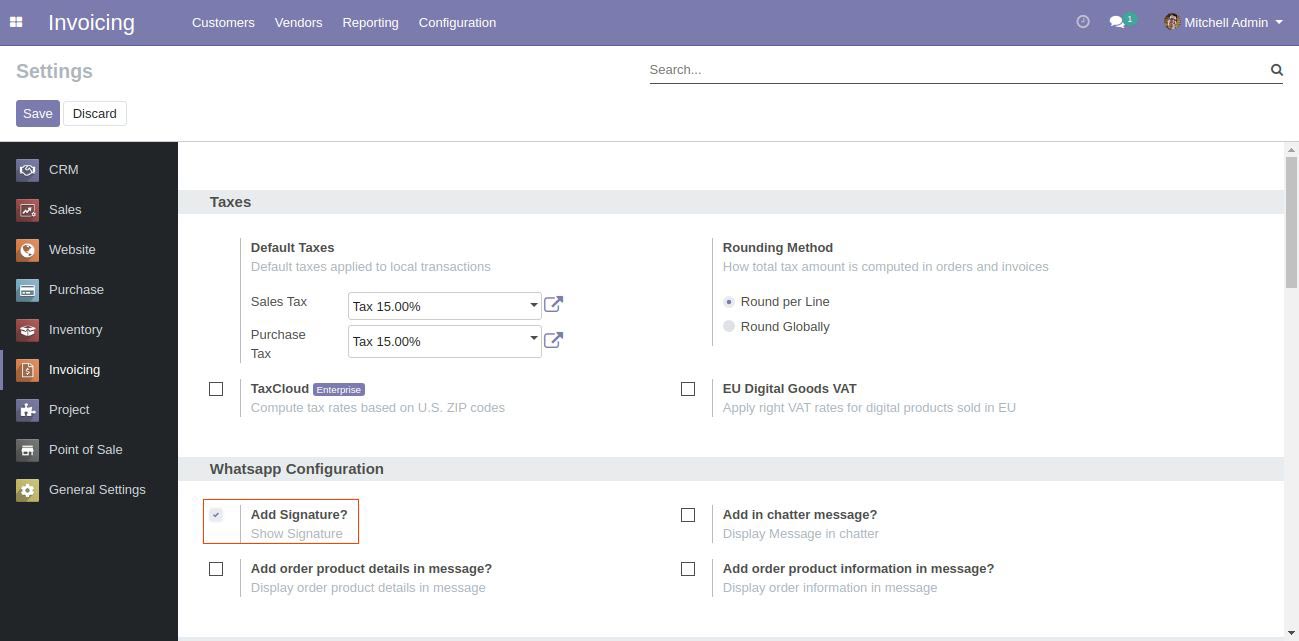 Invoicing Customers Vendors Reporting Configuration 1 Mitchell Admin
Settings
Search...
Save Discard
CRM
Sales
Website
Purchase
Inventory
Invoicing
Project
Point of Sale
General Settings
Taxes
Default Taxes
Default taxes applied to local transactions
Sales Tax Tax 15.00%
Purchase
Tax
Tax 15.00%
Rounding Method
How total tax amount is computed in orders and invoices
Round per Line
Round Globally
TaxCloud Enterprise
Compute tax rates based on U.S. ZIP codes
EU Digital Goods VAT
Apply right VAT rates for digital products sold in EU
Whatsapp Configuration
Add Signature?
Show Signature
Add in chatter message?
Display Message in chatter
Add order product details in message?
Display order product details in message
Add order product information in message?
Display order information in message